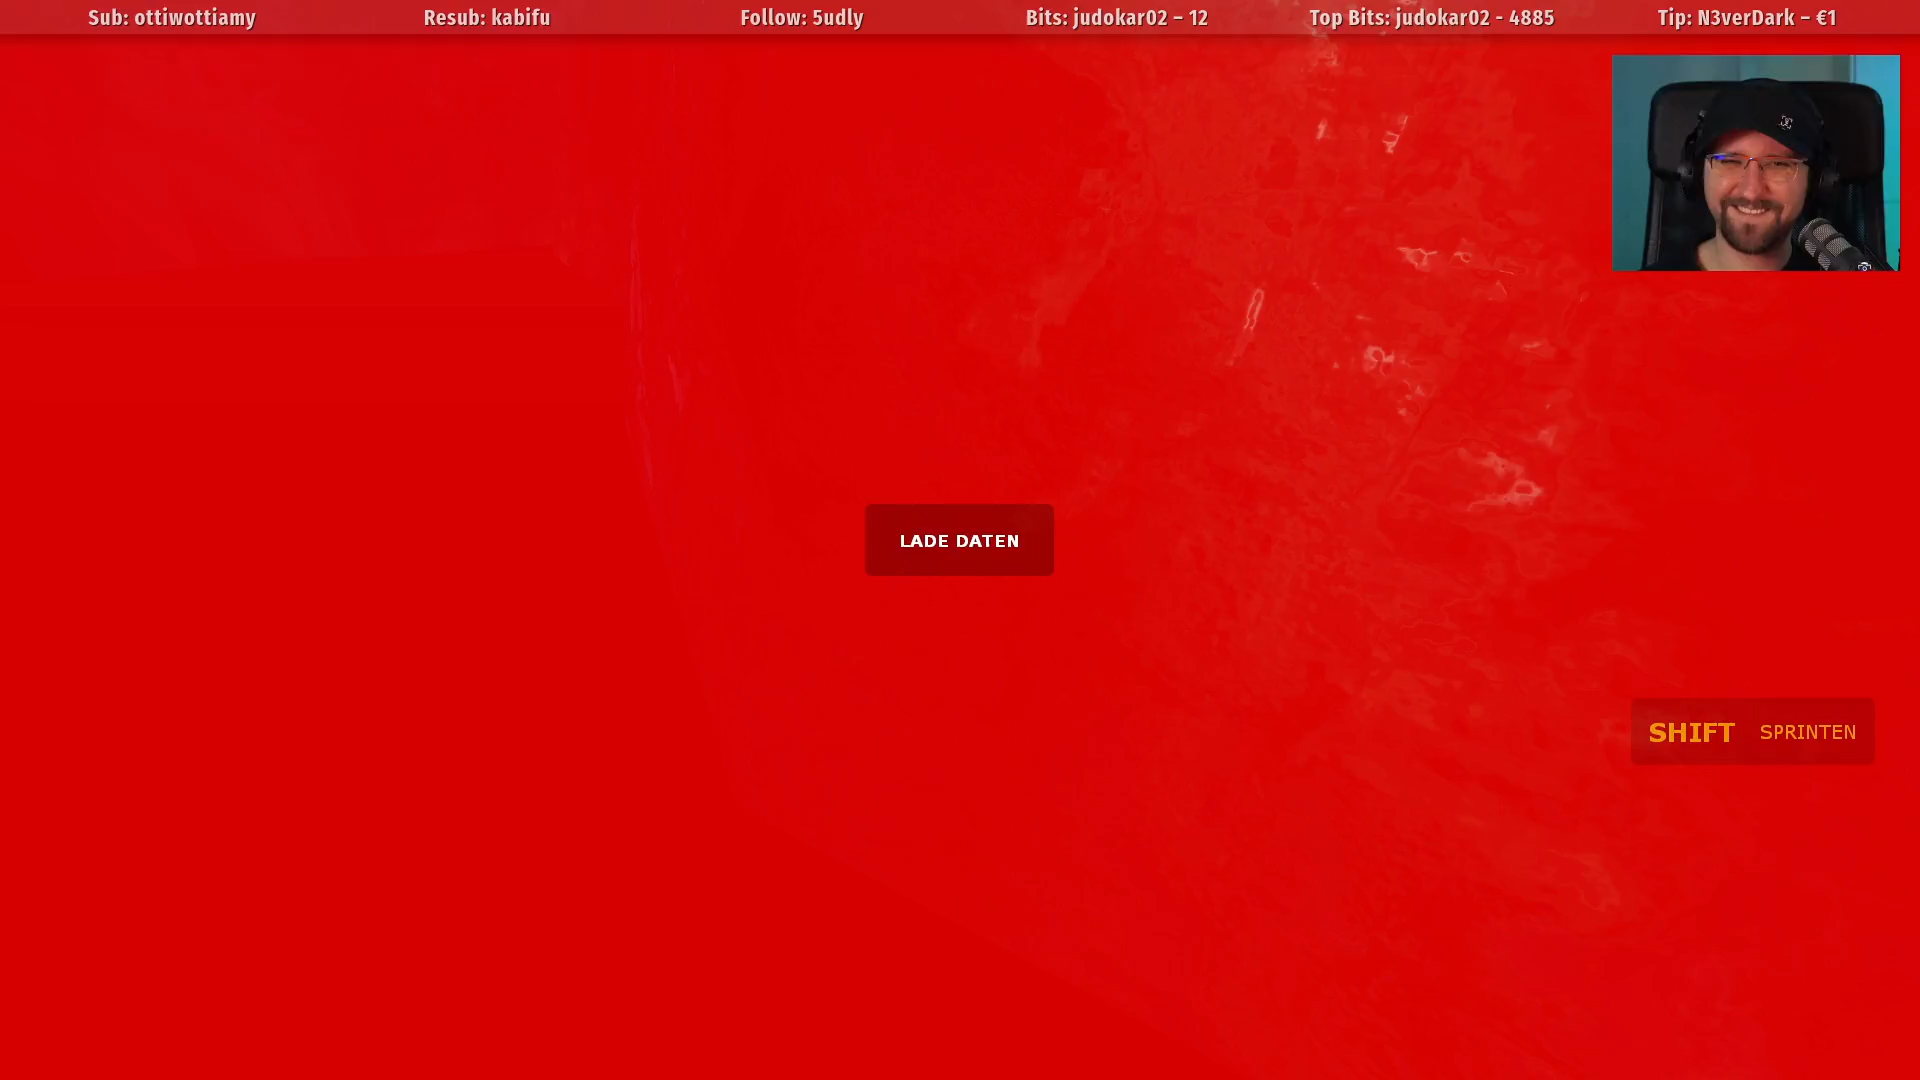 Sub: ottiwottiamy
Resub: kabifu
Follow: 5udly
Bits: judokar02 – 12
Top Bits: judokar02 - 4885
Tip: N3verDark – €1
LADE DATEN
SHIFT SPRINTEN